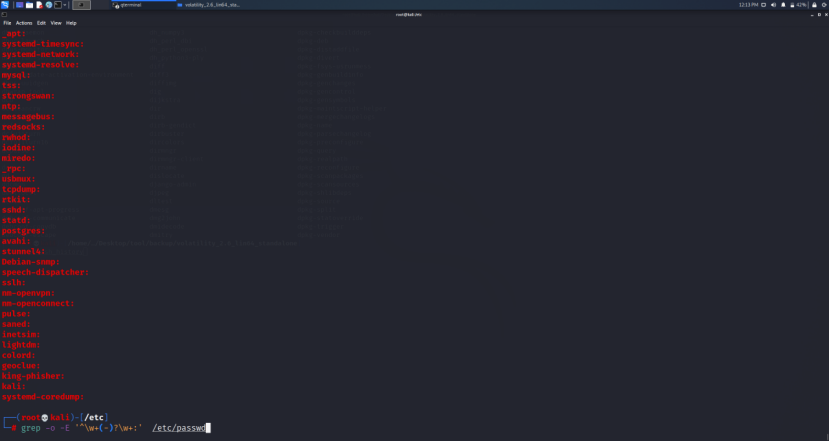 qterminal
volatility_2.6_lin64_sta...
12:13 PM
42%
root@kali:/etc
File Actions Edit View Help
_apt:
systemd-timesync:
systemd-network:
systemd-resolve:
mysql:
tss:
strongswan:
ntp:
messagebus:
redsocks:
rwhod:
iodine:
miredo:
_rpc:
usbmux:
tcpdump:
rtkit:
sshd:
statd:
postgres:
avahi:
stunnel4:
Debian-snmp:
speech-dispatcher:
sslh:
nm-openvpn:
nm-openconnect:
pulse:
saned:
inetsim:
lightdm:
colord:
geoclue:
king-phisher:
kali:
systemd-coredump:
(root💀kali)-[/etc]
# grep -o -E '^\w+(-)?\w+:' /etc/passwd